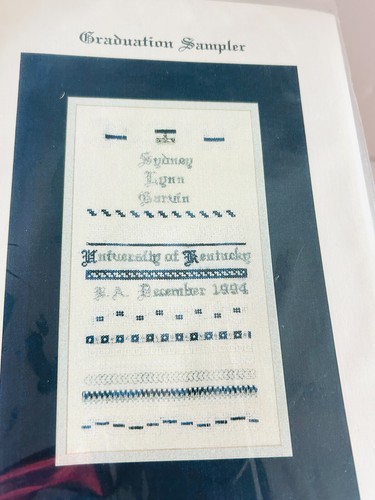 Graduation Sampler
Sydney
Lynn
Garvin
University of Kentucky
B.A. December 1994